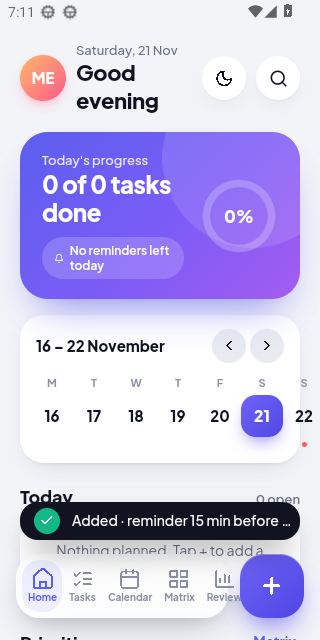 7:11
ME
Saturday, 21 Nov
Good
evening
Today's progress
0 of 0 tasks
done
No reminders left
today
0%
16 – 22 November
M T W T F S S
16 17 18 19 20 21 22
Today
0 open
Added · reminder 15 min before ...
Nothing planned. Tap + to add a
Home Tasks Calendar Matrix Review
+
Matrix